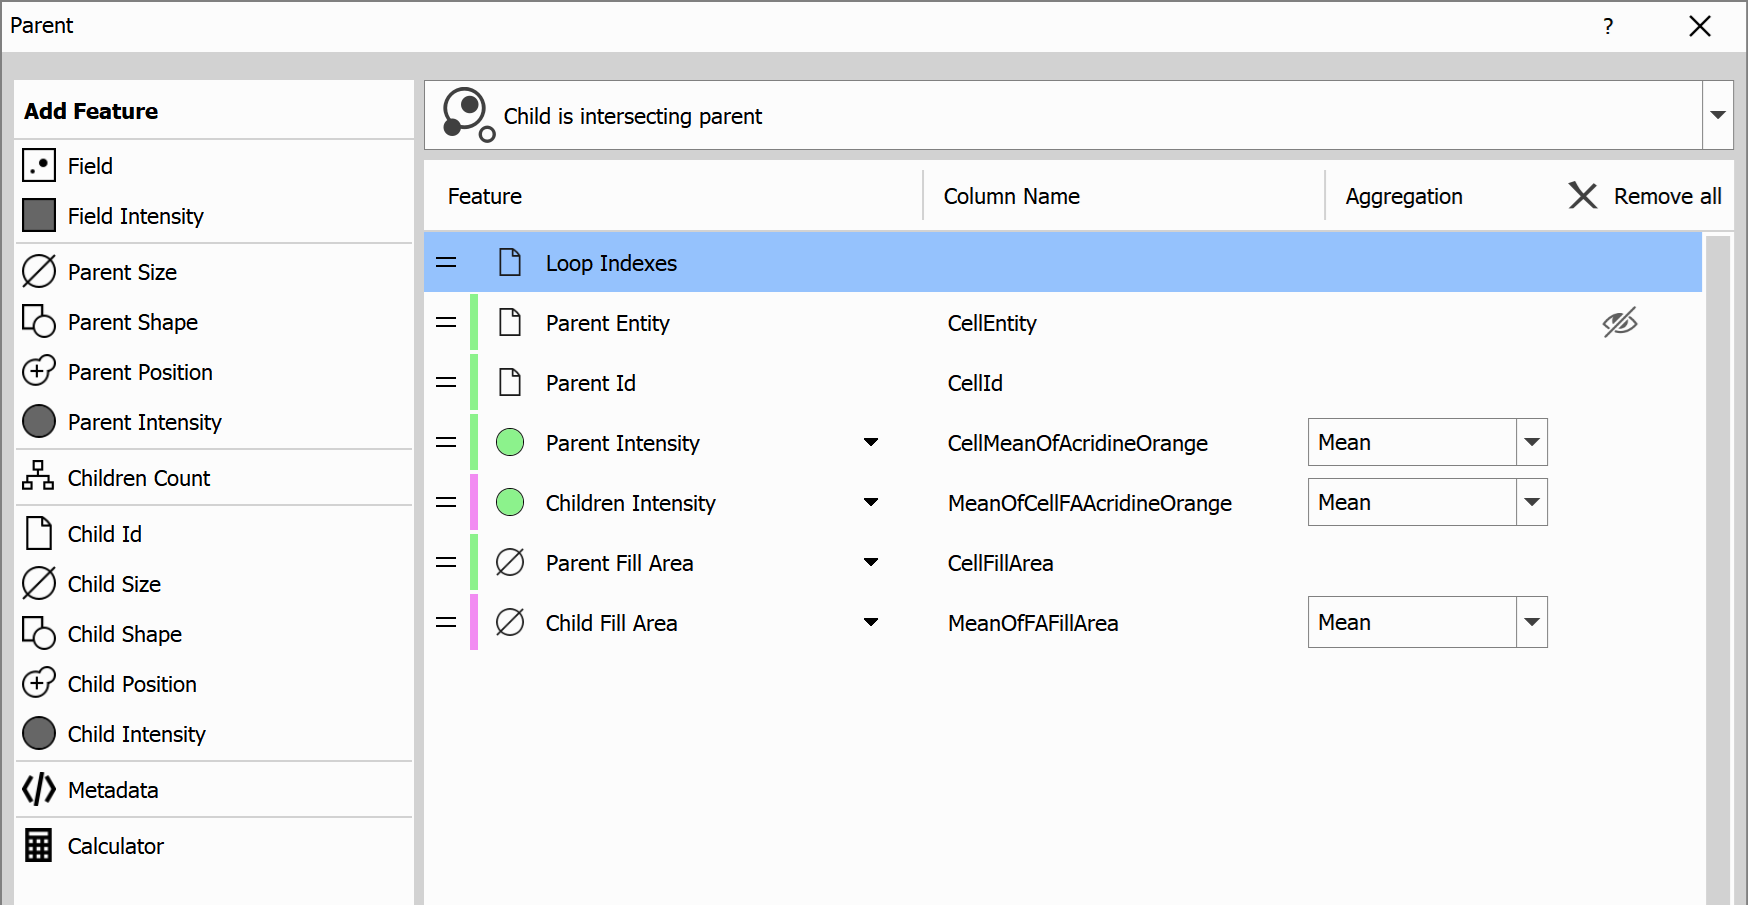 Parent
?
Add Feature
Field
Field Intensity
Parent Size
Parent Shape
Parent Position
Parent Intensity
Children Count
Child Id
Child Size
Child Shape
Child Position
Child Intensity
Metadata
Calculator
Child is intersecting parent
Feature Column Name Aggregation Remove all
Loop Indexes
Parent Entity CellEntity
Parent Id CellId
Parent Intensity CellMeanOfAcridineOrange Mean
Children Intensity MeanOfCellFAAcridineOrange Mean
Parent Fill Area CellFillArea
Child Fill Area MeanOfFAFillArea Mean